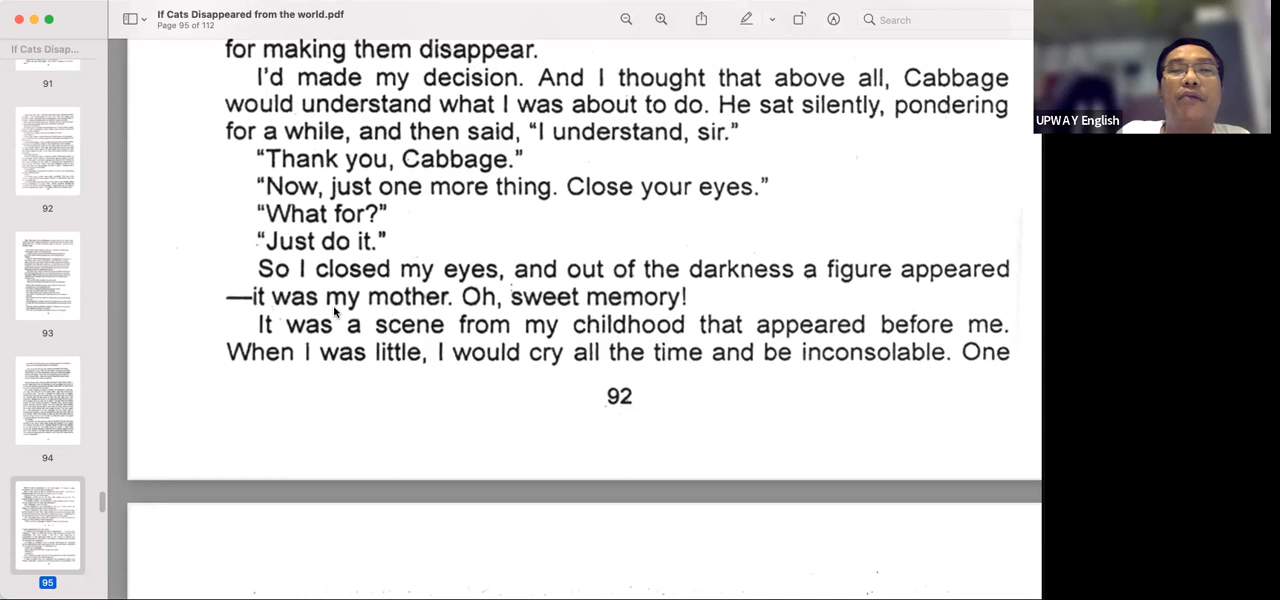 If Cats Disappeared from the world.pdf
Page 95 of 112
Search
If Cats Disap...
91
92
93
94
95
for making them disappear.
I'd made my decision. And I thought that above all, Cabbage
would understand what I was about to do. He sat silently, pondering
for a while, and then said, “I understand, sir.”
“Thank you, Cabbage.”
“Now, just one more thing. Close your eyes.”
“What for?”
“Just do it.”
So I closed my eyes, and out of the darkness a figure appeared
—it was my mother. Oh, sweet memory!
It was a scene from my childhood that appeared before me.
When I was little, I would cry all the time and be inconsolable. One
92
UPWAY English